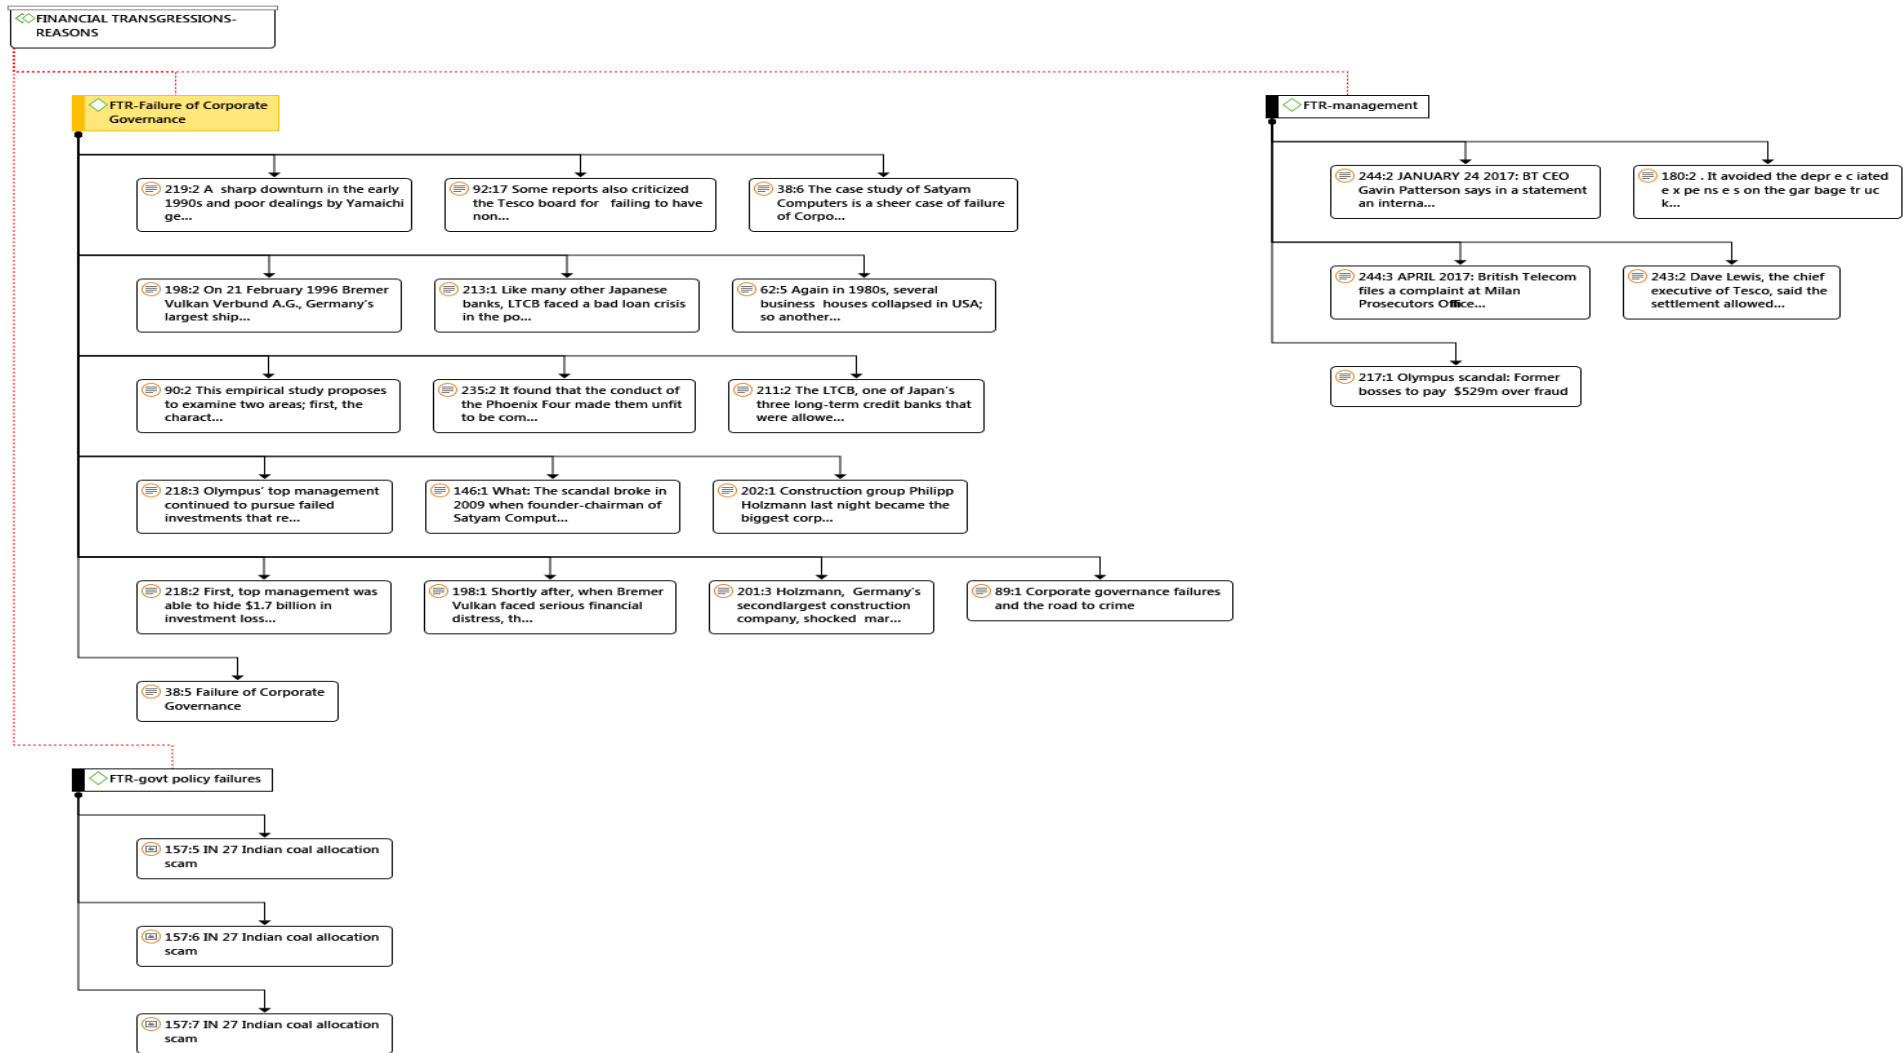 FINANCIAL TRANSGRESSIONS-
REASONS
FTR-Failure of Corporate
Governance
219:2 A sharp downturn in the early
1990s and poor dealings by Yamaichi
ge...
92:17 Some reports also criticized
the Tesco board for failing to have
non...
38:6 The case study of Satyam
Computers is a sheer case of failure
of Corpo...
198:2 On 21 February 1996 Bremer
Vulkan Verbund A.G., Germany's
largest ship...
213:1 Like many other Japanese
banks, LTCB faced a bad loan crisis
in the po...
62:5 Again in 1980s, several
business houses collapsed in USA;
so another...
90:2 This empirical study proposes
to examine two areas; first, the
charact...
235:2 It found that the conduct of
the Phoenix Four made them unfit
to be com...
211:2 The LTCB, one of Japan's
three long-term credit banks that
were allowe...
218:3 Olympus' top management
continued to pursue failed
investments that re...
146:1 What: The scandal broke in
2009 when founder-chairman of
Satyam Comput...
202:1 Construction group Philipp
Holzmann last night became the
biggest corp...
218:2 First, top management was
able to hide $1.7 billion in
investment loss...
198:1 Shortly after, when Bremer
Vulkan faced serious financial
distress, th...
201:3 Holzmann, Germany's
secondlargest construction
company, shocked mar...
89:1 Corporate governance failures
and the road to crime
38:5 Failure of Corporate
Governance
FTR-management
244:2 JANUARY 24 2017: BT CEO
Gavin Patterson says in a statement
an interna...
180:2 . It avoided the depr e c iated
e x pe ns e s on the gar bage tr uc
k...
244:3 APRIL 2017: British Telecom
files a complaint at Milan
Prosecutors Office...
243:2 Dave Lewis, the chief
executive of Tesco, said the
settlement allowed...
217:1 Olympus scandal: Former
bosses to pay $529m over fraud
FTR-govt policy failures
157:5 IN 27 Indian coal allocation
scam
157:6 IN 27 Indian coal allocation
scam
157:7 IN 27 Indian coal allocation
scam